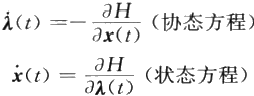 λ̇(t) = −∂H/∂x(t) (协态方程)
ẋ(t) = ∂H/∂λ(t) (状态方程)